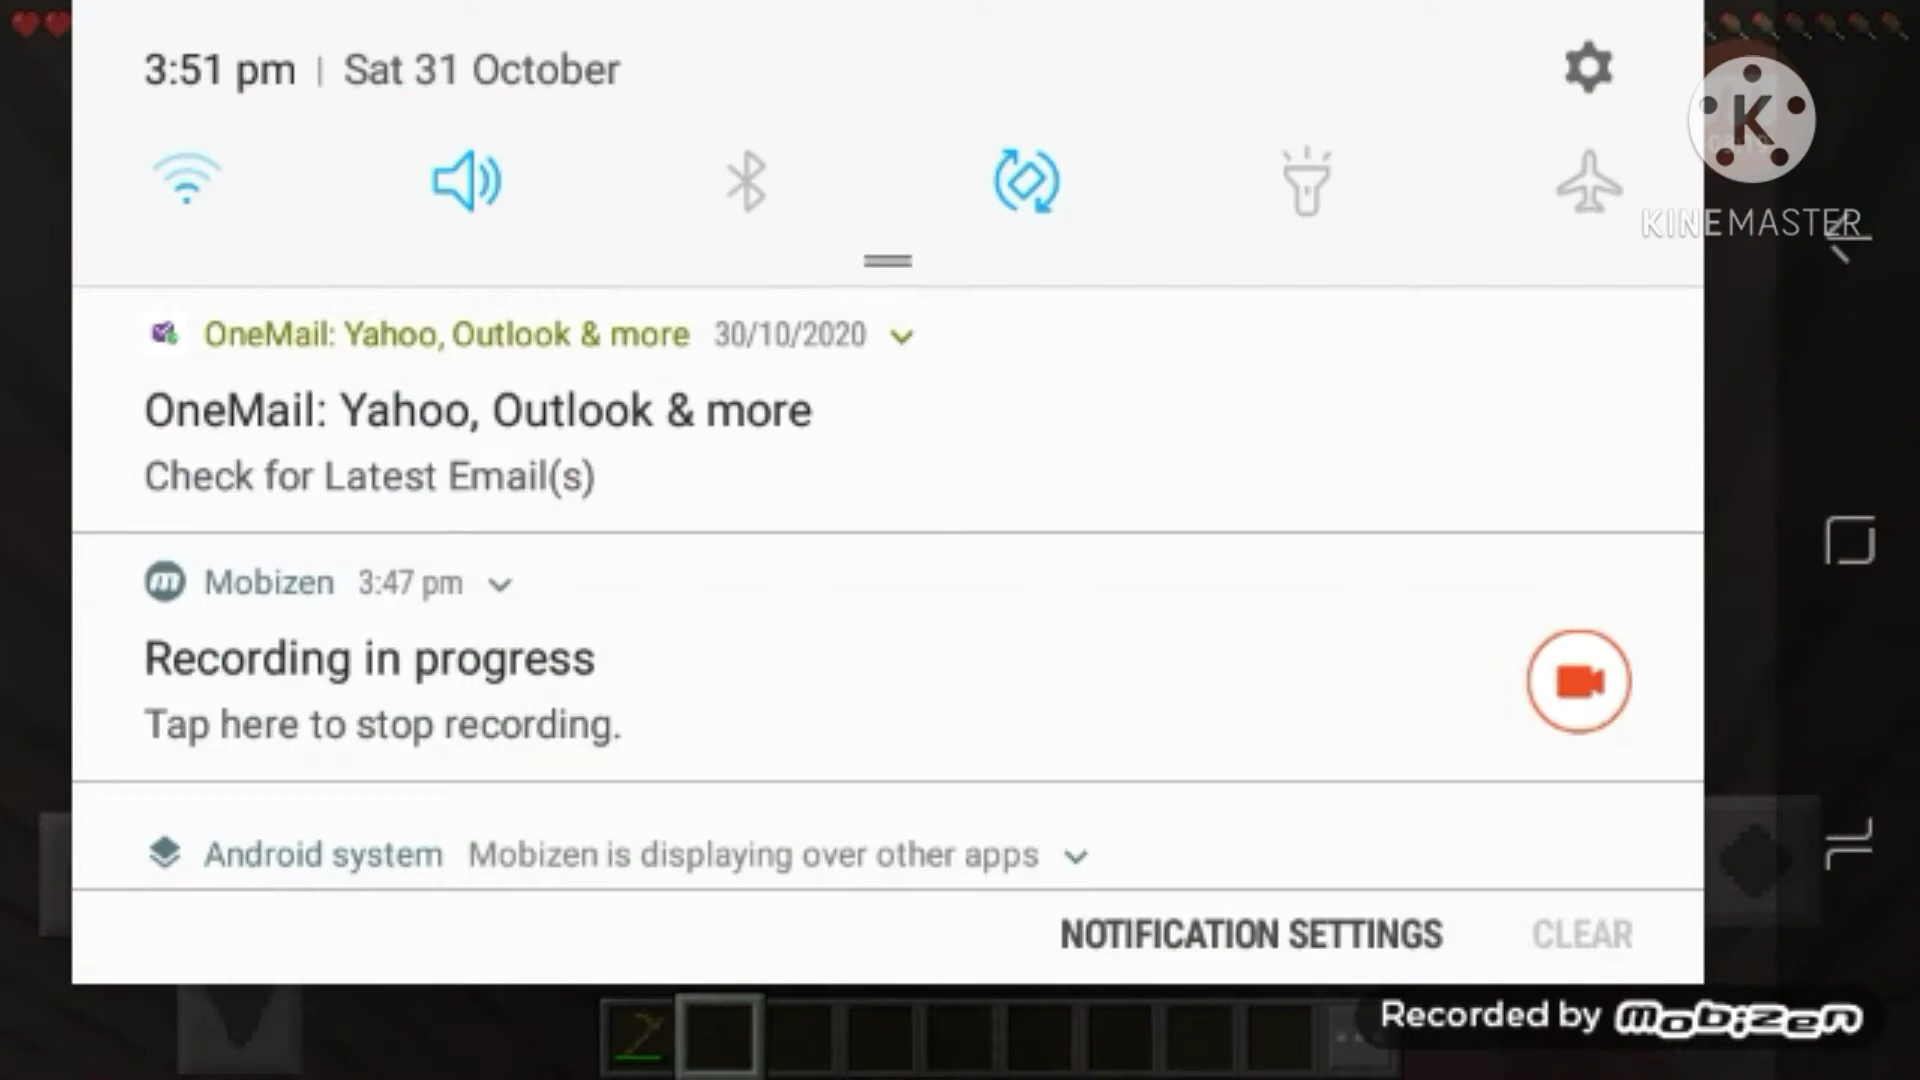 3:51 pm | Sat 31 October
K
KINEMASTER
OneMail: Yahoo, Outlook & more 30/10/2020
OneMail: Yahoo, Outlook & more
Check for Latest Email(s)
Mobizen 3:47 pm
Recording in progress
Tap here to stop recording.
Android system Mobizen is displaying over other apps
NOTIFICATION SETTINGS CLEAR
Recorded by mobizen